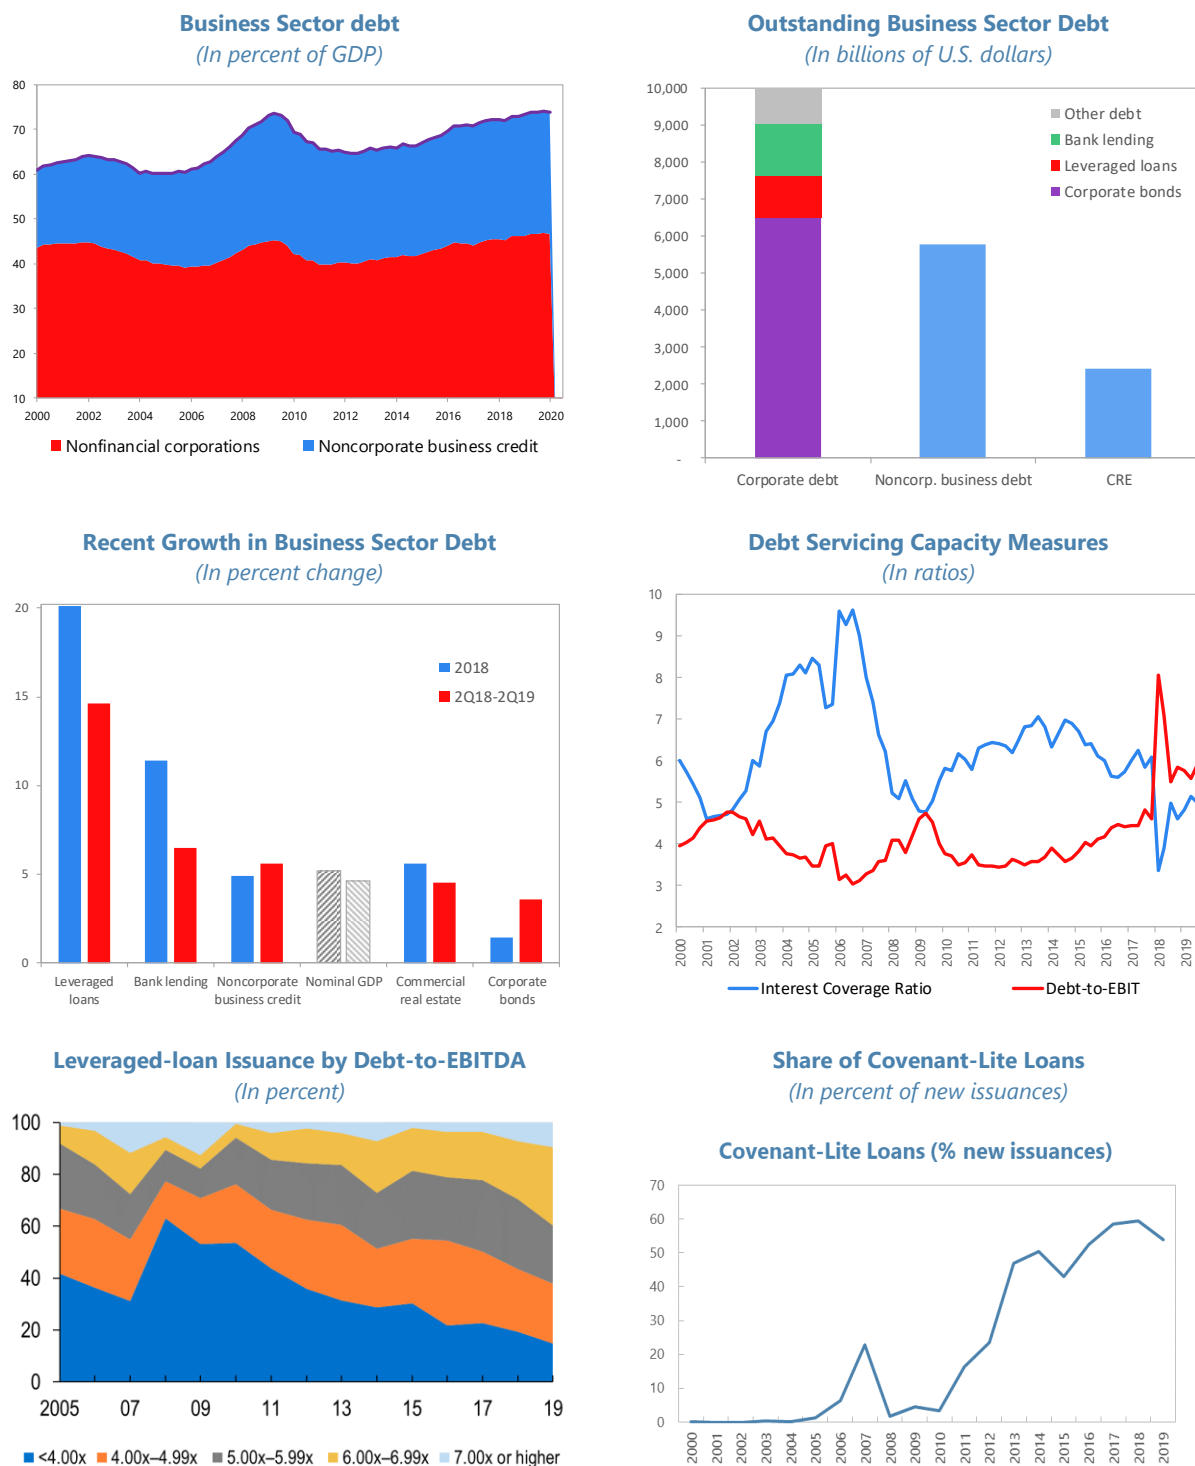 Business Sector debt
(In percent of GDP)
80
70
60
50
40
30
20
10
2000 2002 2004 2006 2008 2010 2012 2014 2016 2018 2020
Nonfinancial corporations Noncorporate business credit
Outstanding Business Sector Debt
(In billions of U.S. dollars)
10,000
9,000
8,000
7,000
6,000
5,000
4,000
3,000
2,000
1,000
-
Other debt
Bank lending
Leveraged loans
Corporate bonds
Corporate debt Noncorp. business debt CRE
Recent Growth in Business Sector Debt
(In percent change)
20
15
10
5
0
2018
2Q18-2Q19
Leveraged loans
Bank lending
Noncorporate business credit
Nominal GDP
Commercial real estate
Corporate bonds
Debt Servicing Capacity Measures
(In ratios)
10
9
8
7
6
5
4
3
2
2000 2001 2002 2003 2004 2005 2006 2007 2008 2009 2010 2011 2012 2013 2014 2015 2016 2017 2018 2019
Interest Coverage Ratio Debt-to-EBIT
Leveraged-loan Issuance by Debt-to-EBITDA
(In percent)
100
80
60
40
20
0
2005 07 09 11 13 15 17 19
<4.00x 4.00x–4.99x 5.00x–5.99x 6.00x–6.99x 7.00x or higher
Share of Covenant-Lite Loans
(In percent of new issuances)
Covenant-Lite Loans (% new issuances)
70
60
50
40
30
20
10
0
2000 2001 2002 2003 2004 2005 2006 2007 2008 2009 2010 2011 2012 2013 2014 2015 2016 2017 2018 2019